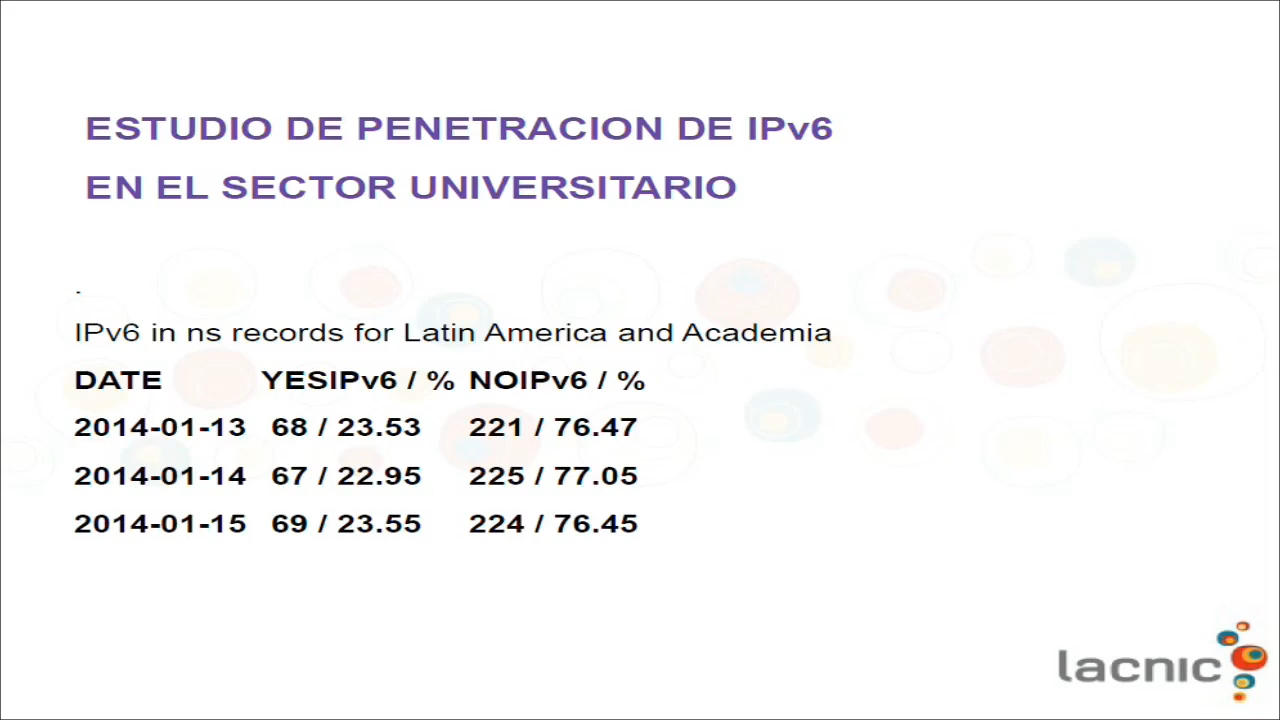 ESTUDIO DE PENETRACION DE IPv6
EN EL SECTOR UNIVERSITARIO
.
IPv6 in ns records for Latin America and Academia
DATE YESIPv6 / % NOIPv6 / %
2014-01-13 68 / 23.53 221 / 76.47
2014-01-14 67 / 22.95 225 / 77.05
2014-01-15 69 / 23.55 224 / 76.45
lacnic